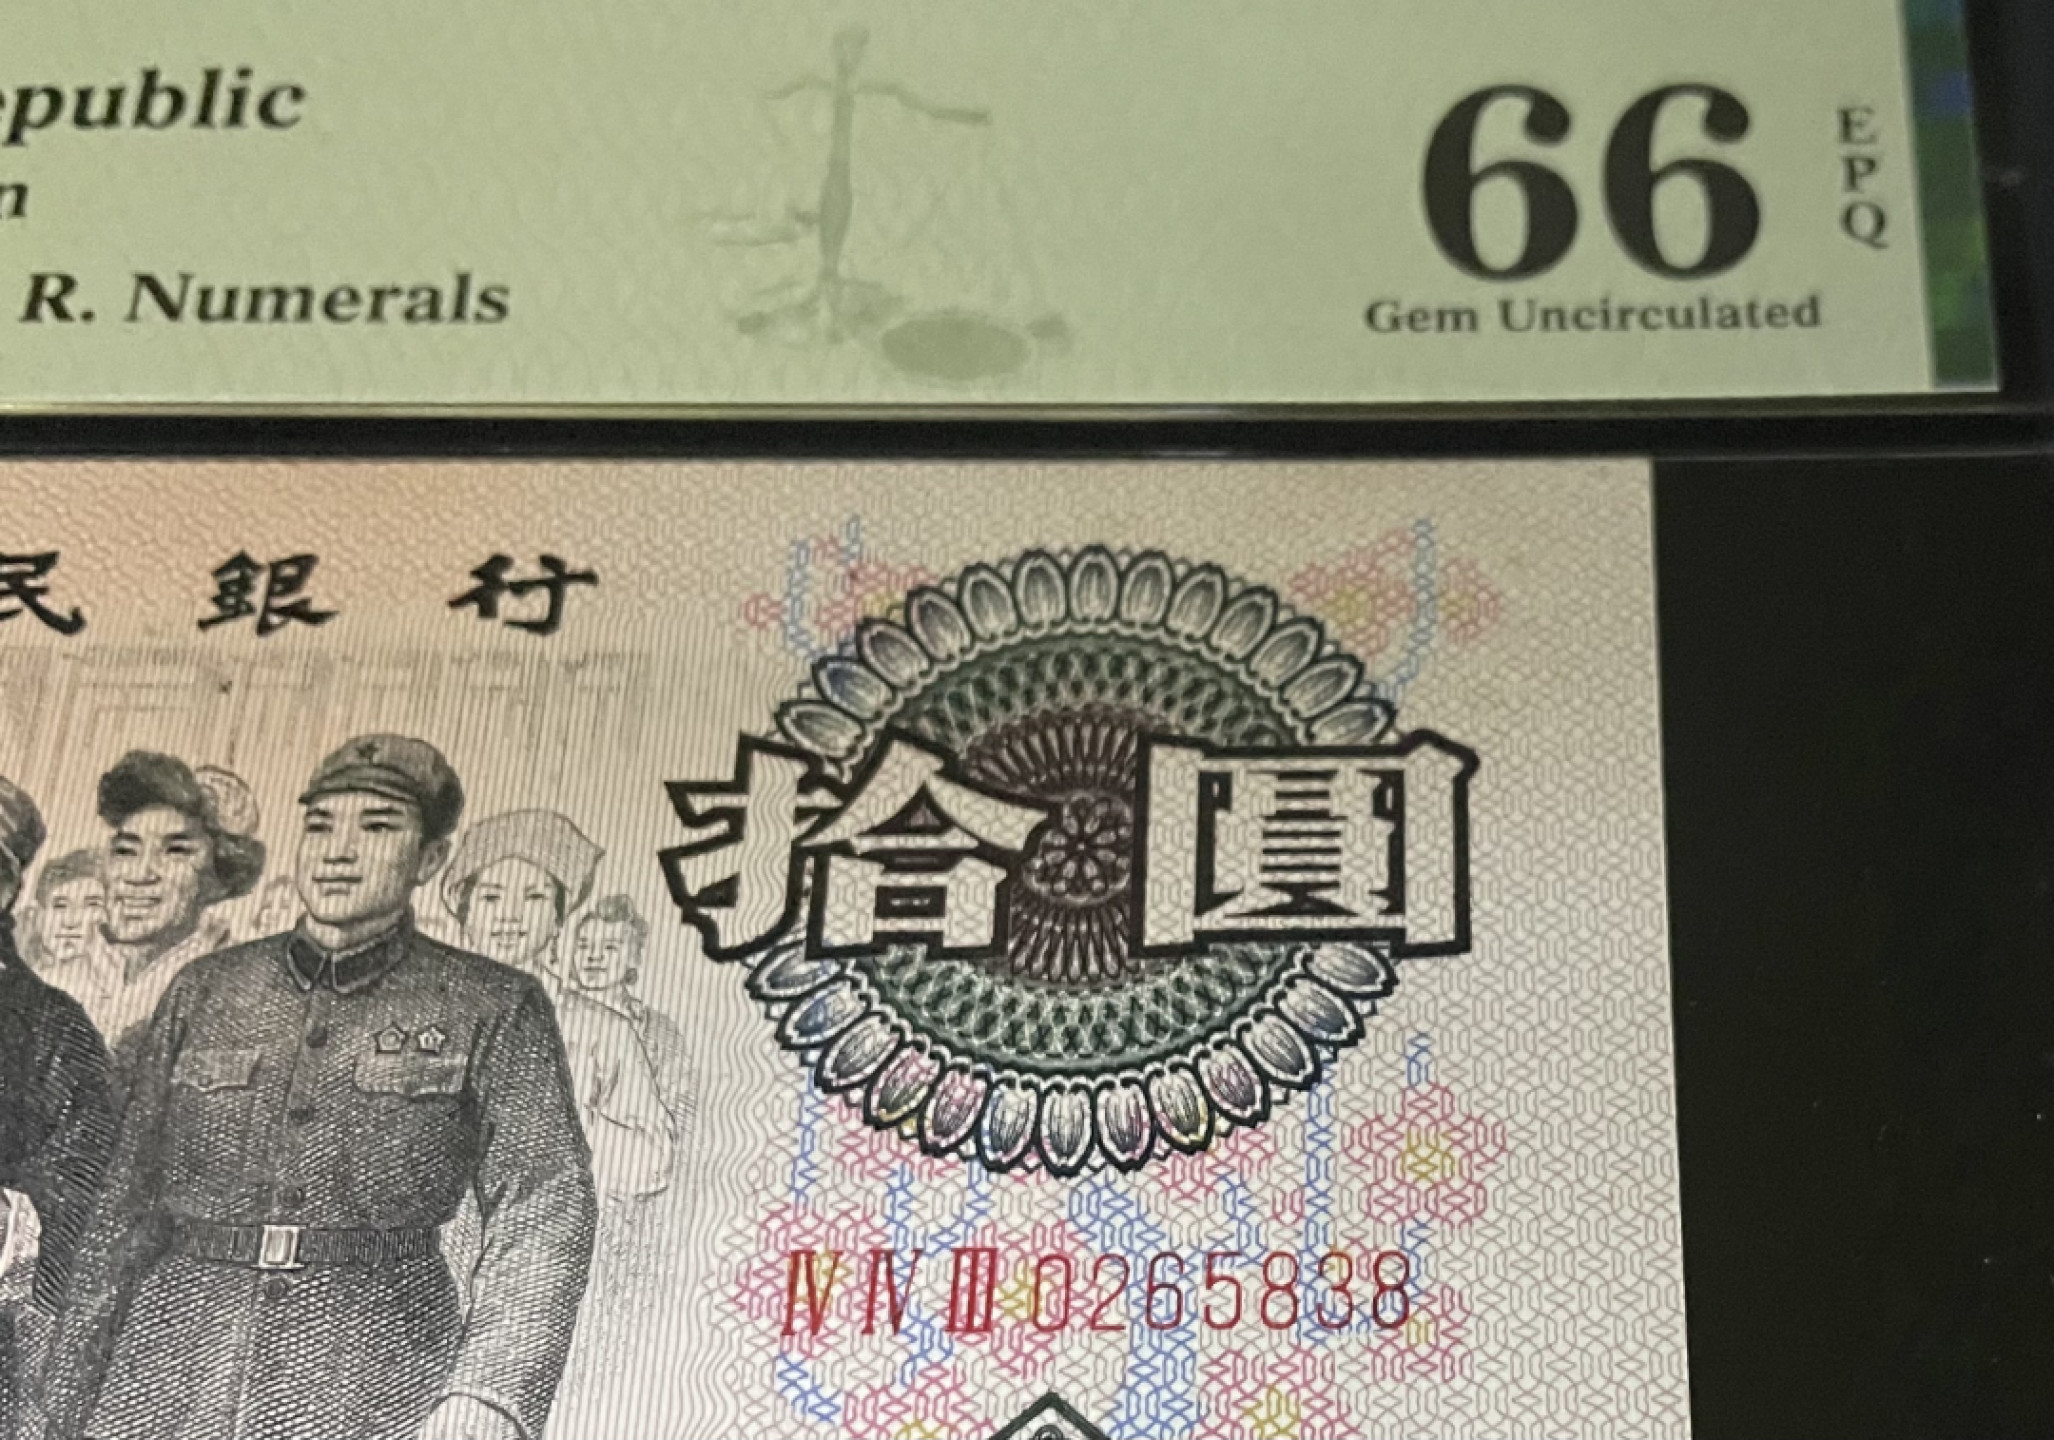 epublic
n
R. Numerals
66
EPQ
Gem Uncirculated
民銀行
拾圓
IV IV III 0265838